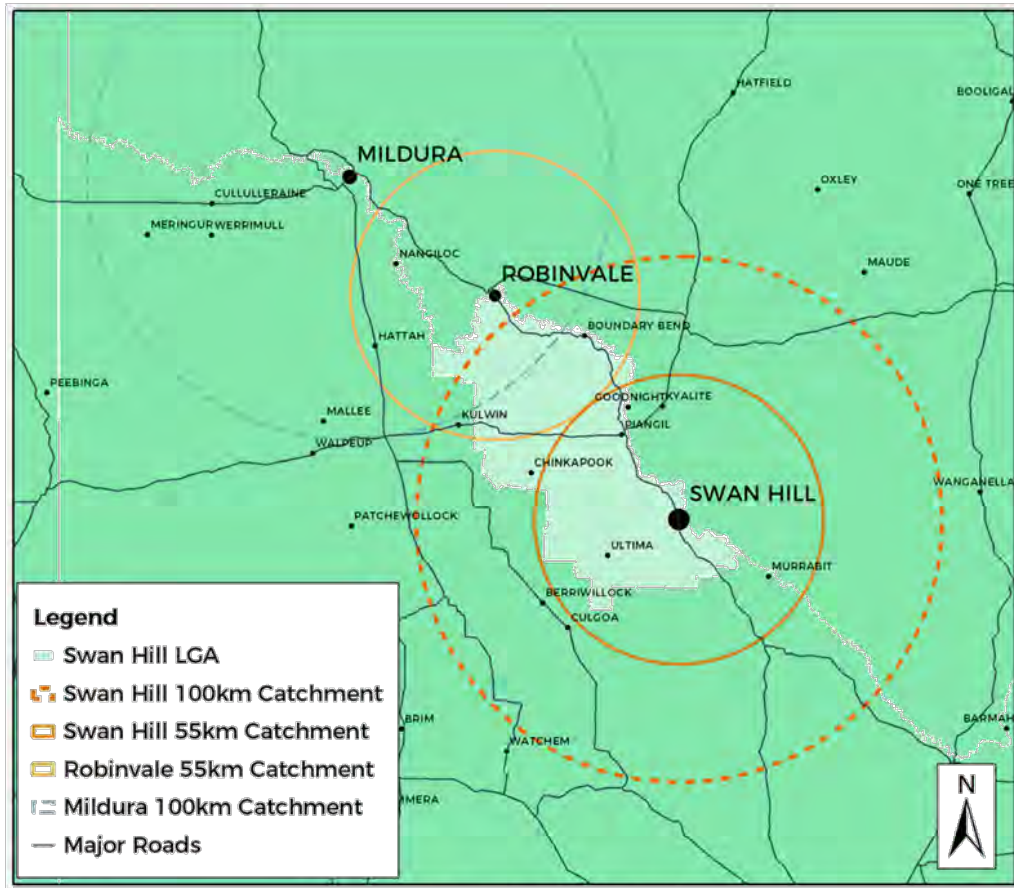 HATFIELD
BOOLIGAL
MILDURA
OXLEY
CULLULLERAINE
ONE TREE
MERINGUR
WERRIMULL
NANGILOC
MAUDE
ROBINVALE
BOUNDARY BEND
HATTAH
PEEBINGA
GOODNIGHT
KYALITE
MALLEE
KULWIN
PIANGIL
WALPEUP
CHINKAPOOK
WANGANELLA
SWAN HILL
PATCHEWOLLOCK
ULTIMA
MURRABIT
BERRIWILLOCK
CULGOA
BRIM
BARMAH
WATCHEM
MMERA
Legend
Swan Hill LGA
Swan Hill 100km Catchment
Swan Hill 55km Catchment
Robinvale 55km Catchment
Mildura 100km Catchment
Major Roads
N